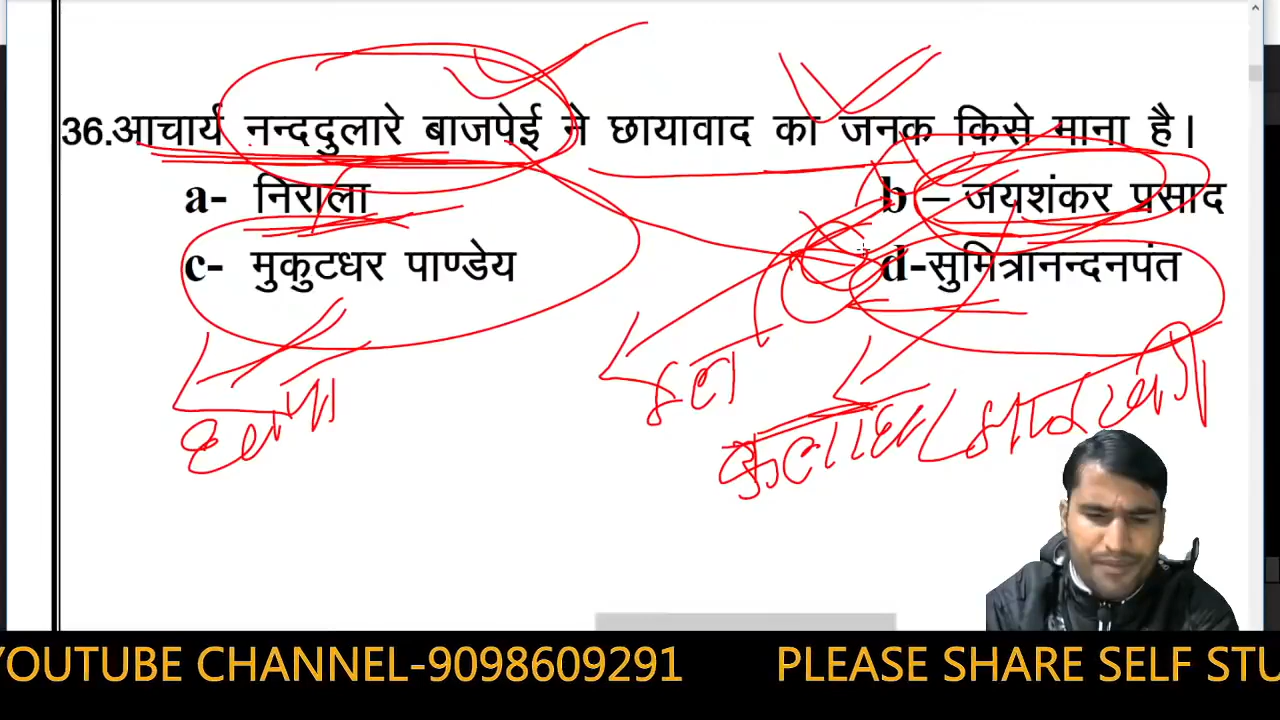 36.आचार्य नन्ददुलारे बाजपेई ने छायावाद का जनक किसे माना है।
a- निराला
b – जयशंकर प्रसाद
c- मुकुटधर पाण्डेय
d-सुमित्रानन्दनपंत
YOUTUBE CHANNEL-9098609291 PLEASE SHARE SELF STU